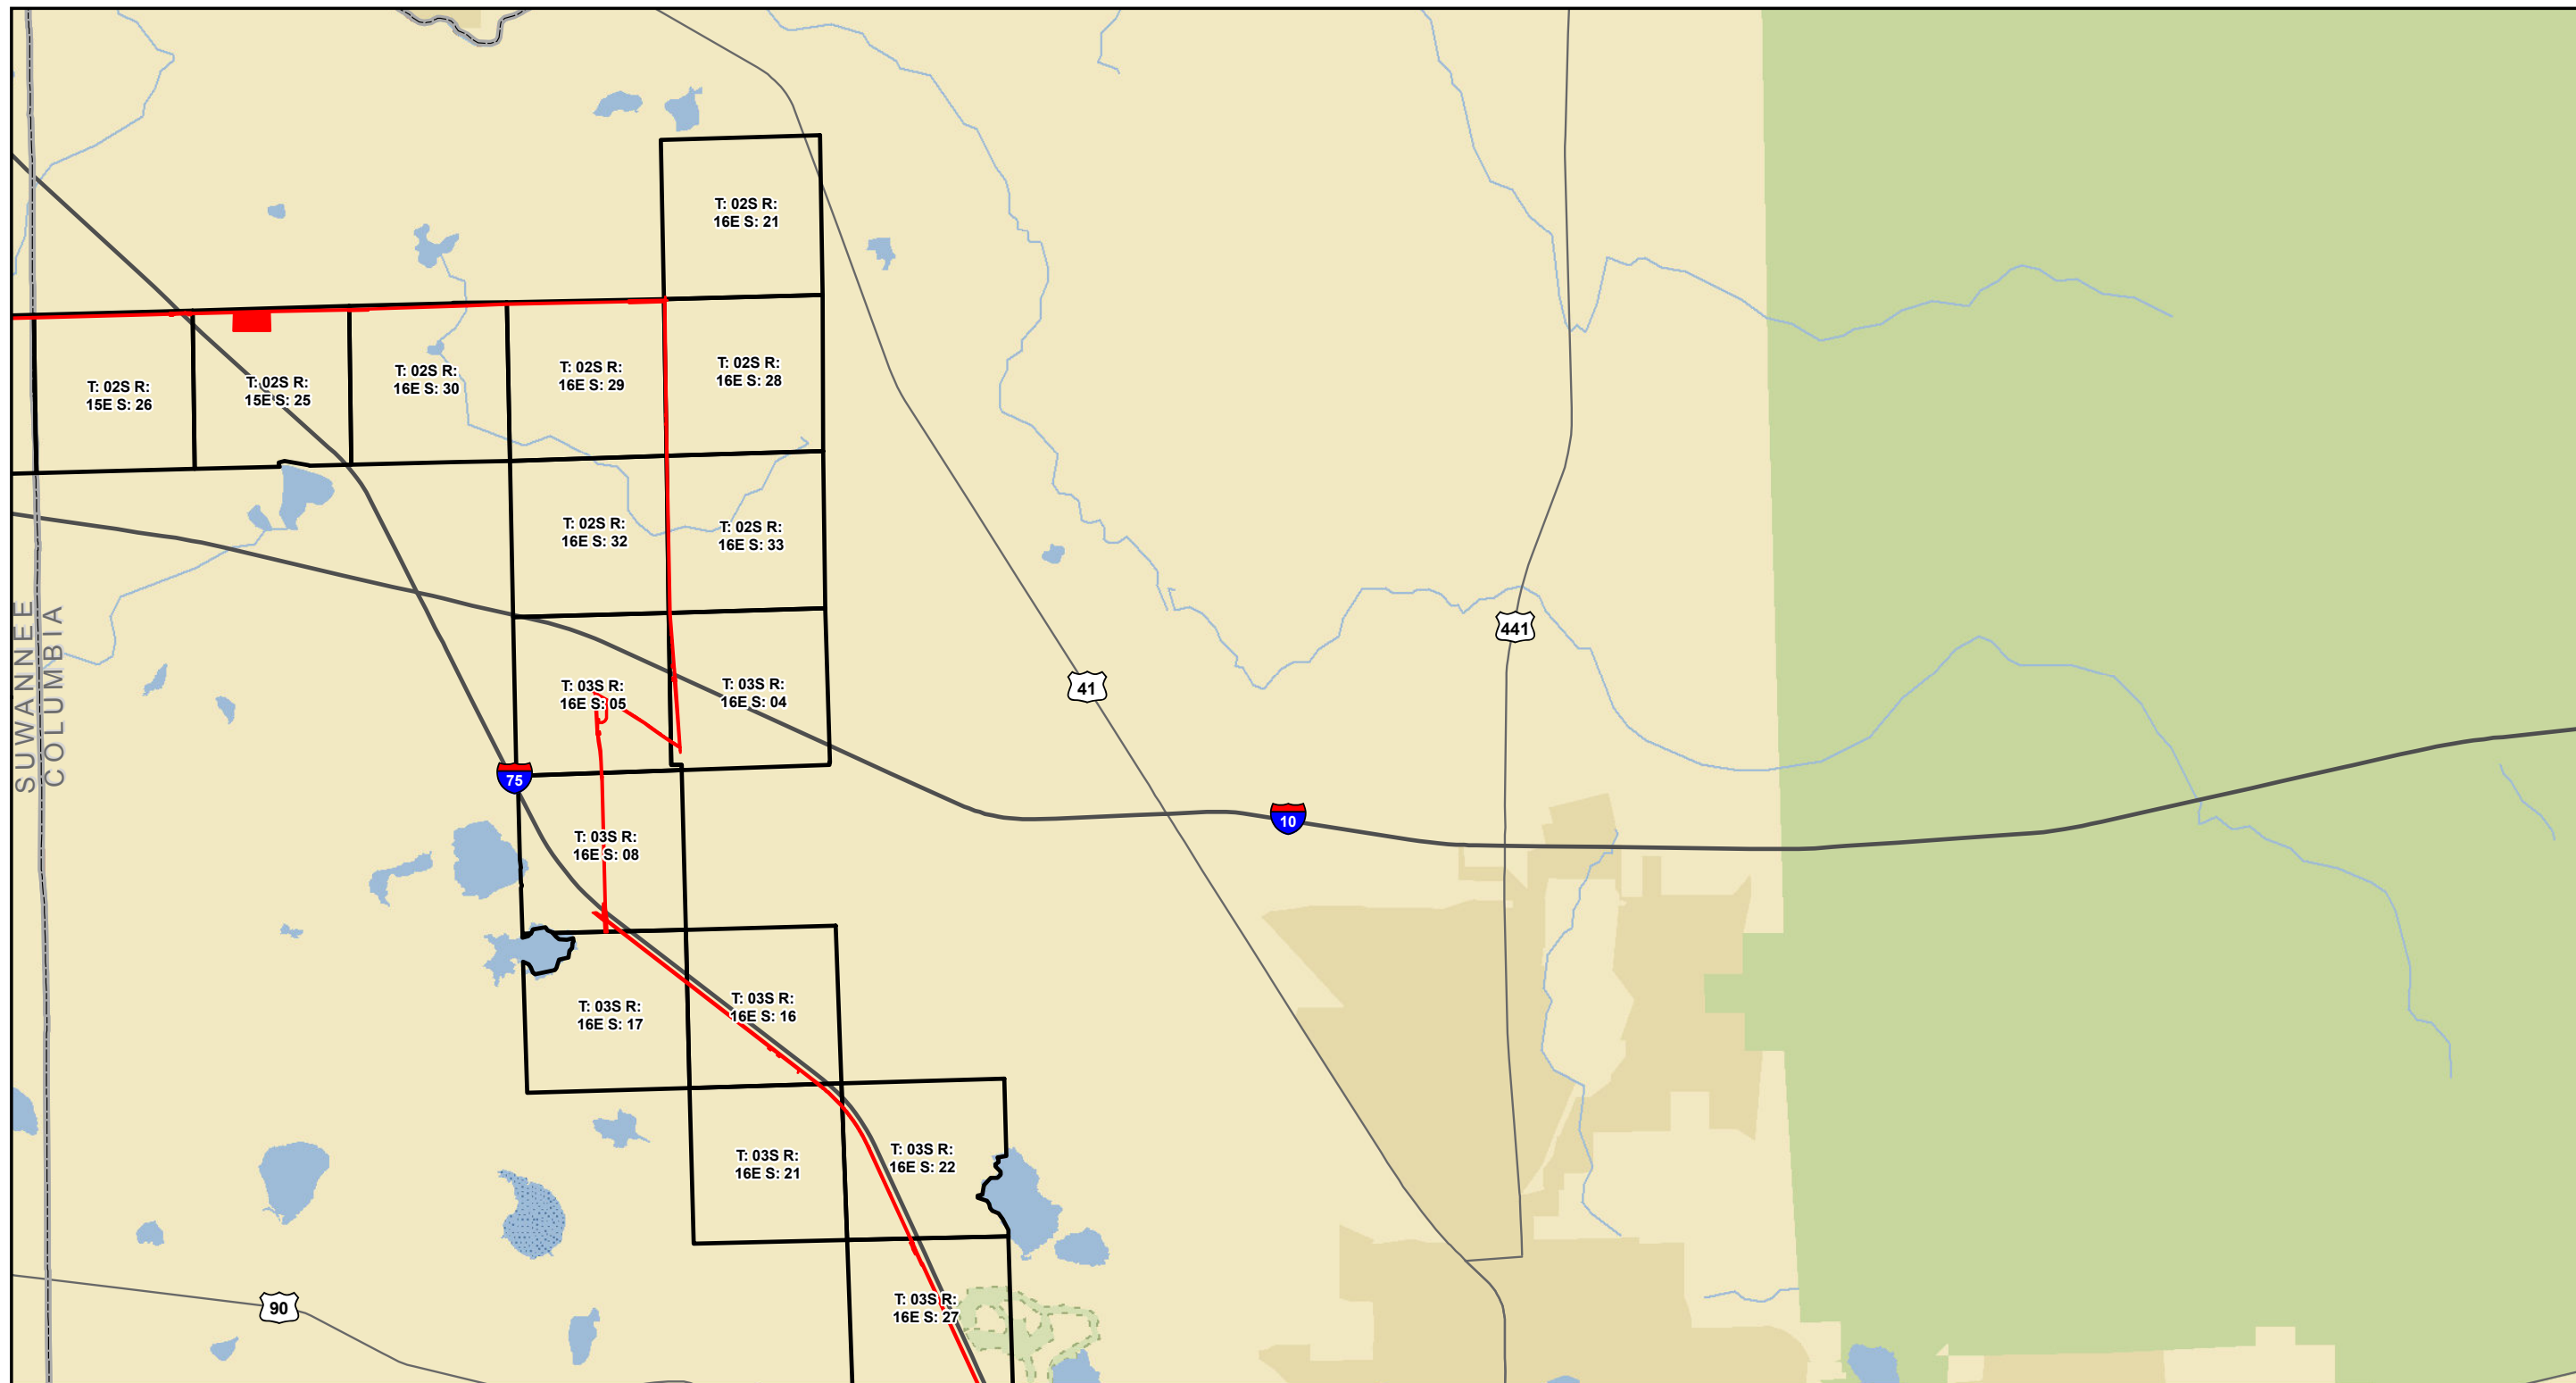 T: 02S R:
16E S: 21
T: 02S R:
15E S: 26
T: 02S R:
15E S: 25
T: 02S R:
16E S: 30
T: 02S R:
16E S: 29
T: 02S R:
16E S: 28
T: 02S R:
16E S: 32
T: 02S R:
16E S: 33
SUWANNEE
COLUMBIA
T: 03S R:
16E S: 05
T: 03S R:
16E S: 04
441
41
75
10
T: 03S R:
16E S: 08
T: 03S R:
16E S: 17
T: 03S R:
16E S: 16
T: 03S R:
16E S: 21
T: 03S R:
16E S: 22
90
T: 03S R:
16E S: 27